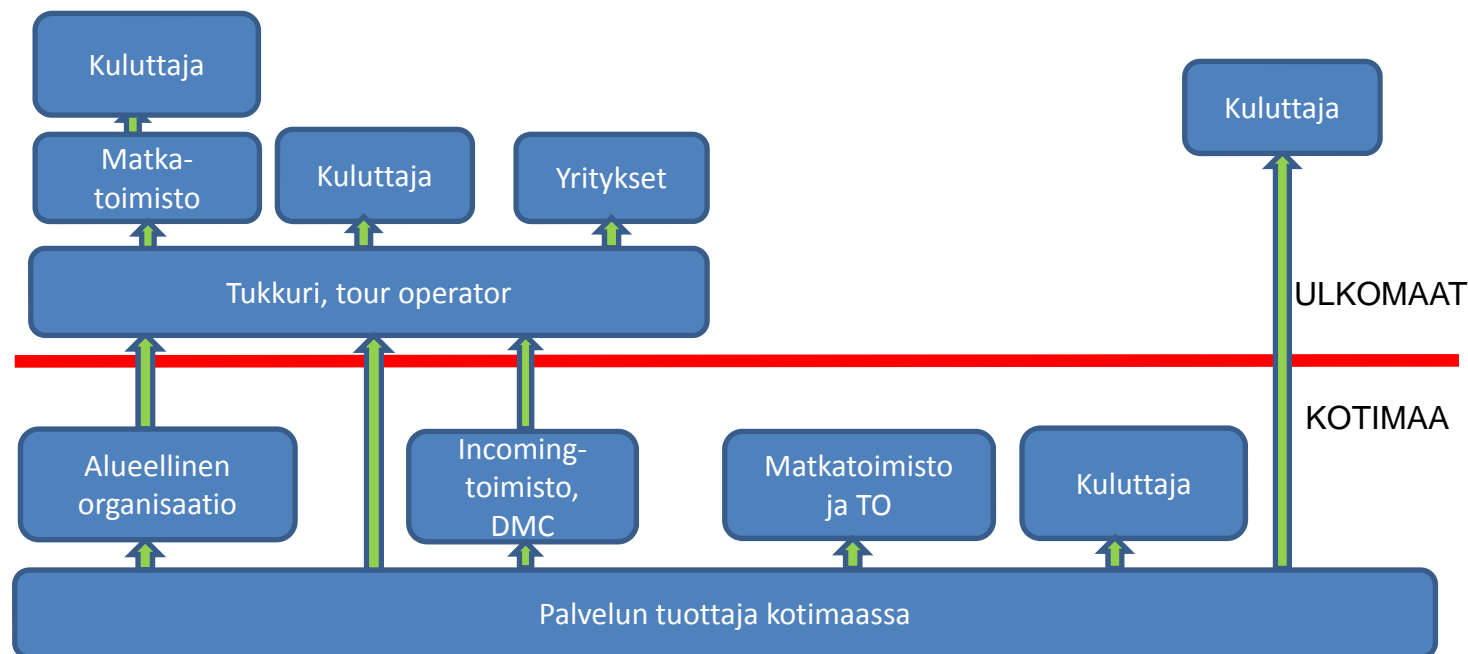 Kuluttaja
Kuluttaja
Matka-
toimisto
Kuluttaja
Yritykset
Tukkuri, tour operator
ULKOMAAT
KOTIMAA
Alueellinen
organisaatio
Incoming-
toimisto,
DMC
Matkatoimisto
ja TO
Kuluttaja
Palvelun tuottaja kotimaassa